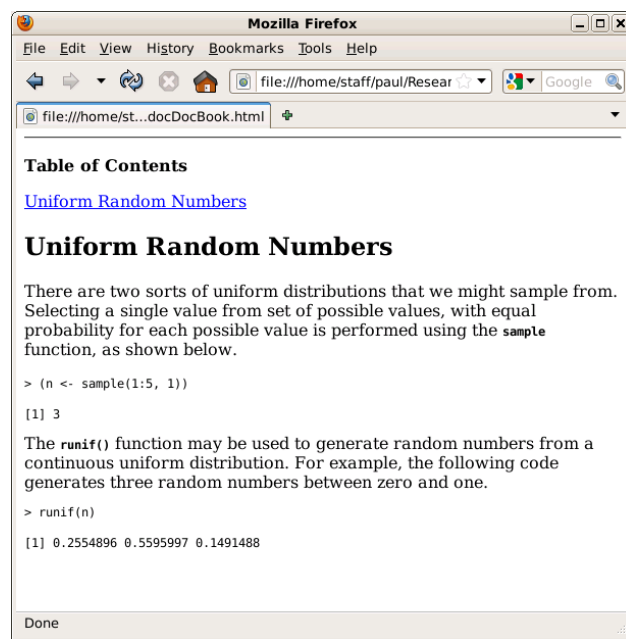 Mozilla Firefox
File Edit View History Bookmarks Tools Help
file:///home/staff/paul/Resear Google
file:///home/st...docDocBook.html
Table of Contents
Uniform Random Numbers
Uniform Random Numbers
There are two sorts of uniform distributions that we might sample from.
Selecting a single value from set of possible values, with equal
probability for each possible value is performed using the sample
function, as shown below.
> (n <- sample(1:5, 1))
[1] 3
The runif() function may be used to generate random numbers from a
continuous uniform distribution. For example, the following code
generates three random numbers between zero and one.
> runif(n)
[1] 0.2554896 0.5595997 0.1491488
Done